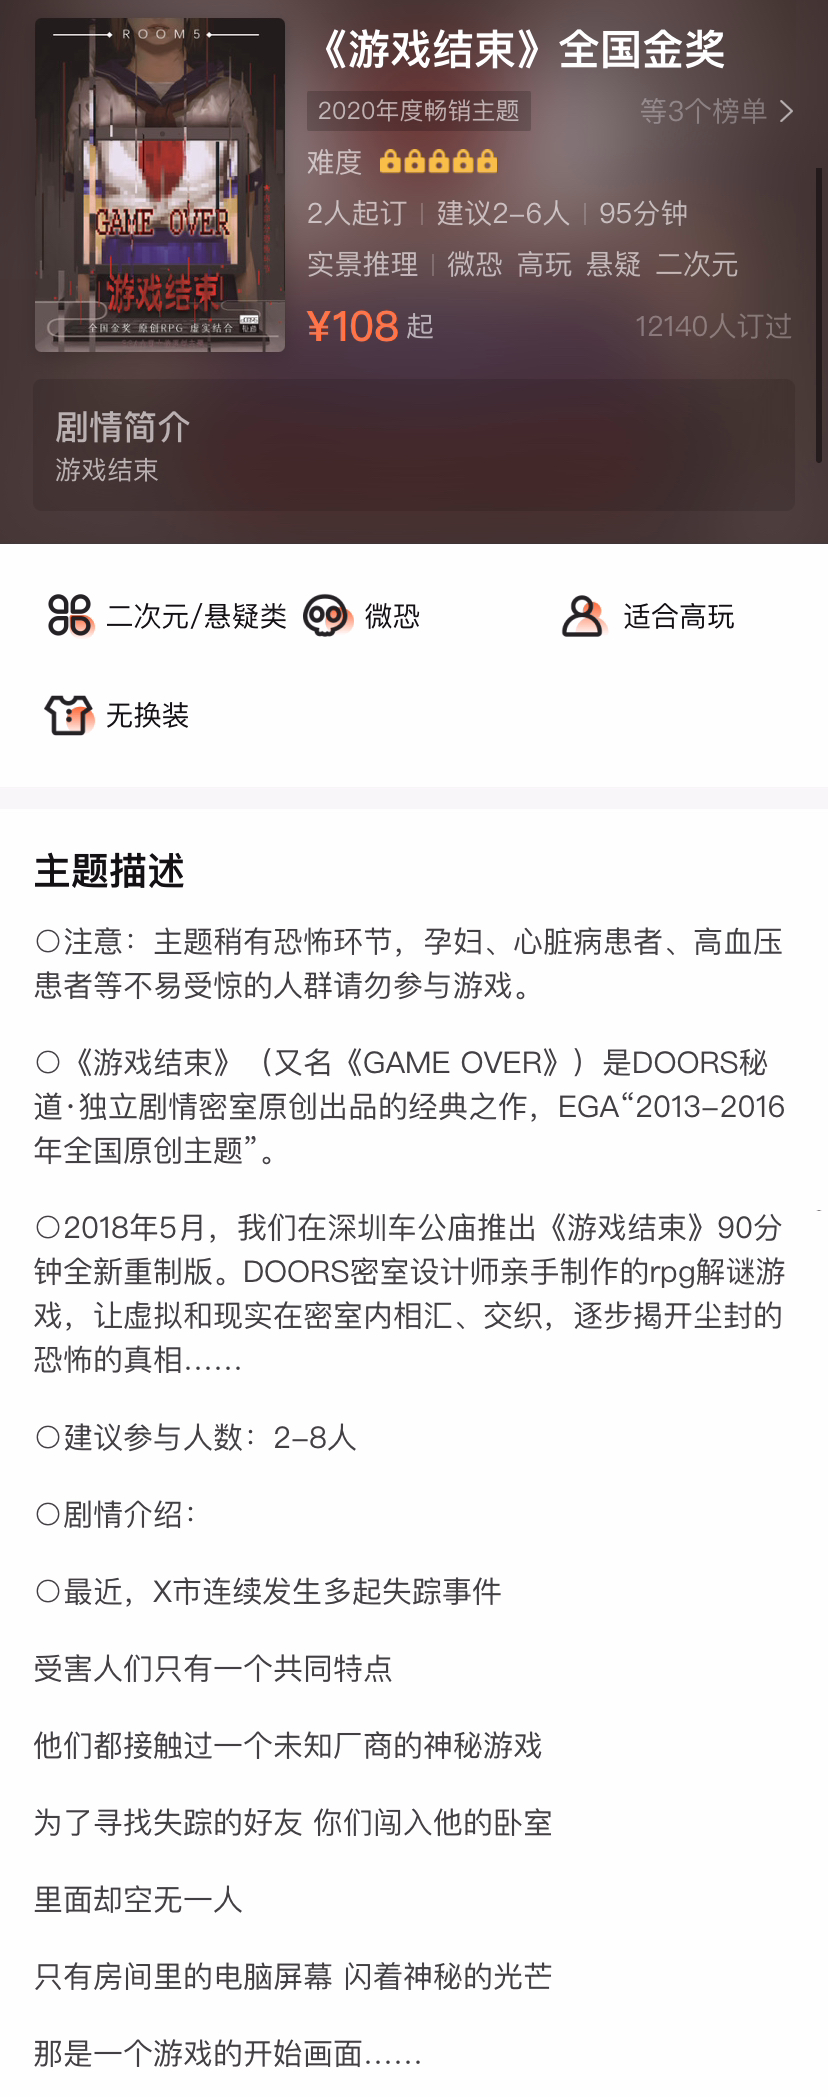 ROOM5
GAME OVER
游戏结束
全国金奖 原创RPG 虚实结合
《游戏结束》全国金奖
2020年度畅销主题
等3个榜单
难度
2人起订 建议2-6人 95分钟
实景推理 微恐 高玩 悬疑 二次元
¥108 起
12140人订过
剧情简介
游戏结束
二次元/悬疑类
微恐
适合高玩
无换装
主题描述
○注意：主题稍有恐怖环节，孕妇、心脏病患者、高血压
患者等不易受惊的人群请勿参与游戏。
○《游戏结束》（又名《GAME OVER》）是DOORS秘
道·独立剧情密室原创出品的经典之作，EGA“2013-2016
年全国原创主题”。
○2018年5月，我们在深圳车公庙推出《游戏结束》90分
钟全新重制版。DOORS密室设计师亲手制作的rpg解谜游
戏，让虚拟和现实在密室内相汇、交织，逐步揭开尘封的
恐怖的真相……
○建议参与人数：2-8人
○剧情介绍：
○最近，X市连续发生多起失踪事件
受害人们只有一个共同特点
他们都接触过一个未知厂商的神秘游戏
为了寻找失踪的好友 你们闯入他的卧室
里面却空无一人
只有房间里的电脑屏幕 闪着神秘的光芒
那是一个游戏的开始画面……